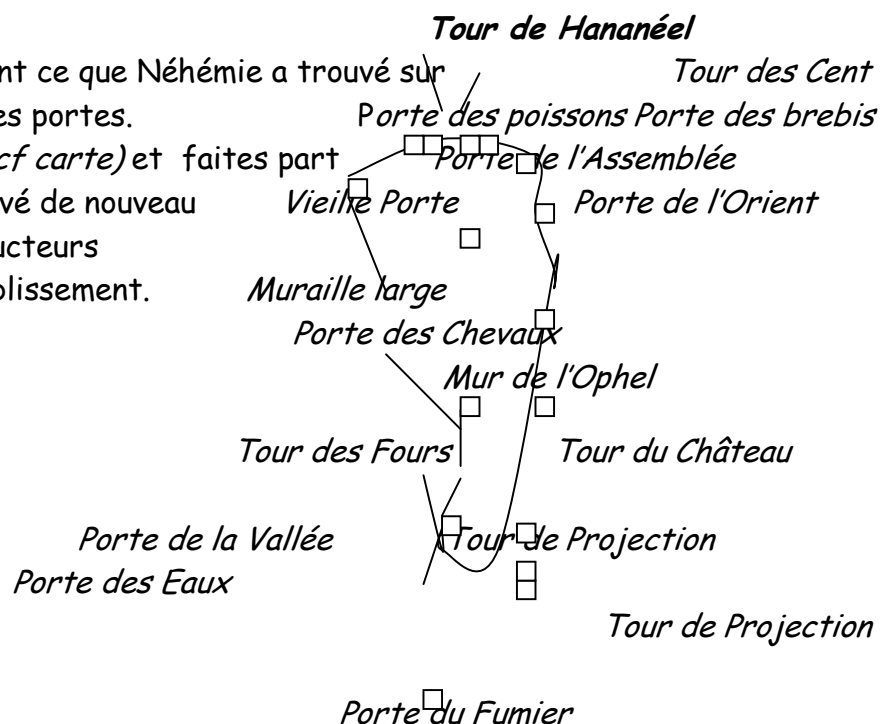 Tour de Hananéel
nt ce que Néhémie a trouvé sur Tour des Cent
es portes. Porte des poissons Porte des brebis
cf carte) et faites part Porte de l'Assemblée
vé de nouveau Vieille Porte Porte de l'Orient
ucteurs
olissement. Muraille large
Porte des Chevaux
Mur de l'Ophel
Tour des Fours Tour du Château
Porte de la Vallée Tour de Projection
Porte des Eaux
Tour de Projection
Porte du Fumier